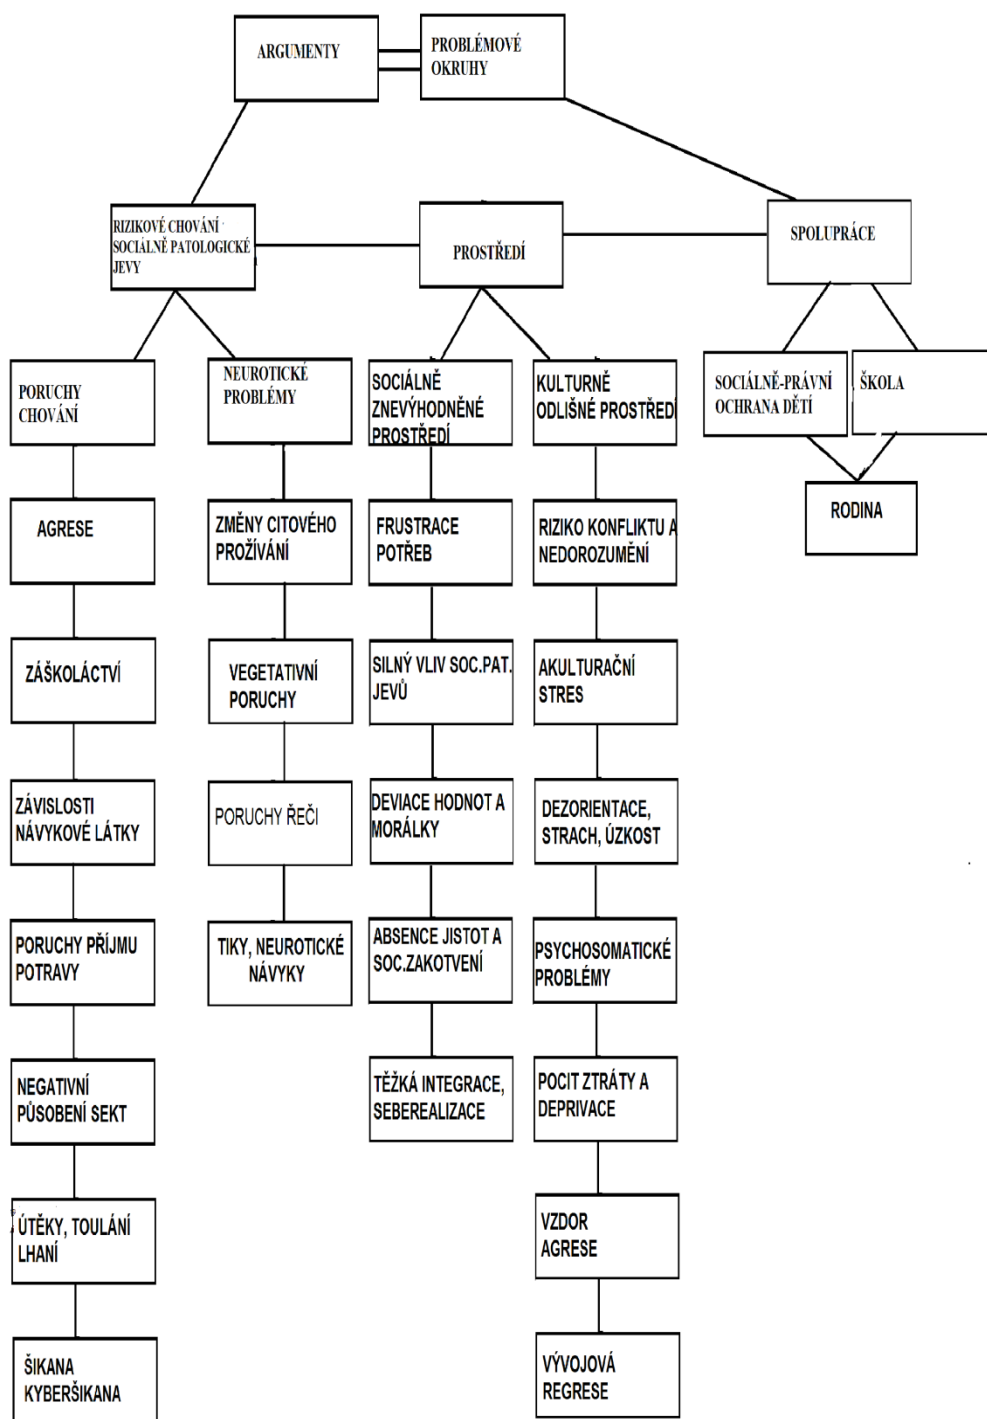 ARGUMENTY
PROBLÉMOVÉ
OKRUHY
RIZIKOVÉ CHOVÁNÍ
SOCIÁLNĚ PATOLOGICKÉ
JEVY
PROSTŘEDÍ
SPOLUPRÁCE
PORUCHY
CHOVÁNÍ
NEUROTICKÉ
PROBLÉMY
SOCIÁLNĚ
ZNEVÝHODNĚNÉ
PROSTŘEDÍ
KULTURNĚ
ODLIŠNÉ PROSTŘEDÍ
SOCIÁLNĚ-PRÁVNÍ
OCHRANA DĚTÍ
ŠKOLA
RODINA
AGRESE
ZMĚNY CITOVÉHO
PROŽÍVÁNÍ
FRUSTRACE
POTŘEB
RIZIKO KONFLIKTU A
NEDOROZUMĚNÍ
ZÁŠKOLÁCTVÍ
VEGETATIVNÍ
PORUCHY
SILNÝ VLIV SOC.PAT.
JEVŮ
AKULTURAČNÍ
STRES
ZÁVISLOSTI
NÁVYKOVÉ LÁTKY
PORUCHY ŘEČI
DEVIACE HODNOT A
MORÁLKY
DEZORIENTACE,
STRACH, ÚZKOST
PORUCHY PŘÍJMU
POTRAVY
TIKY, NEUROTICKÉ
NÁVYKY
ABSENCE JISTOT A
SOC.ZAKOTVENÍ
PSYCHOSOMATICKÉ
PROBLÉMY
NEGATIVNÍ
PŮSOBENÍ SEKT
TĚŽKÁ INTEGRACE,
SEBEREALIZACE
POCIT ZTRÁTY A
DEPRIVACE
ÚTĚKY, TOULÁNÍ
LHANÍ
VZDOR
AGRESE
ŠIKANA
KYBERŠIKANA
VÝVOJOVÁ
REGRESE